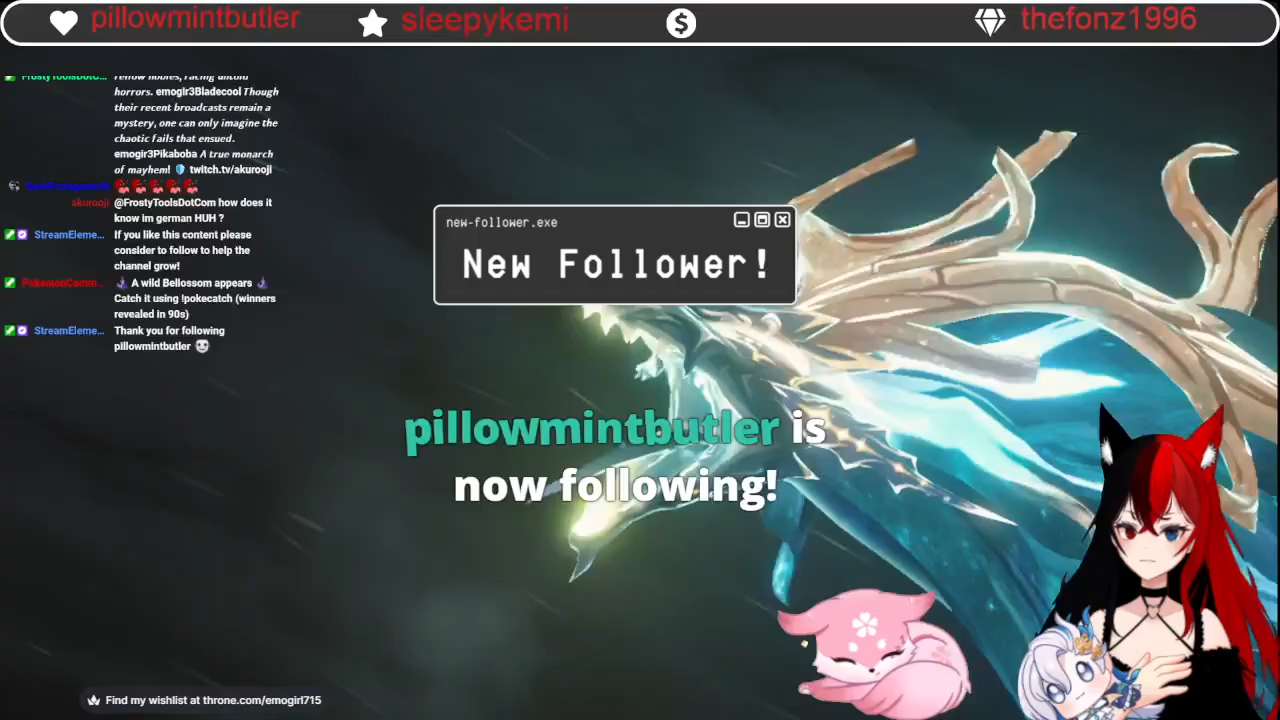 pillowmintbutler
sleepykemi
thefonz1996
FrostyToolsDotC...
horrors. emogir3Bladecool Though
their recent broadcasts remain a
mystery, one can only imagine the
chaotic fails that ensued.
emogir3Pikaboba A true monarch
of mayhem! twitch.tv/akurooji
akurooji @FrostyToolsDotCom how does it
know im german HUH ?
StreamEleme... If you like this content please
consider to follow to help the
channel grow!
PokemonComm... A wild Bellossom appears
Catch it using !pokecatch (winners
revealed in 90s)
StreamEleme... Thank you for following
pillowmintbutler
new-follower.exe
New Follower!
pillowmintbutler is
now following!
Find my wishlist at throne.com/emogirl715